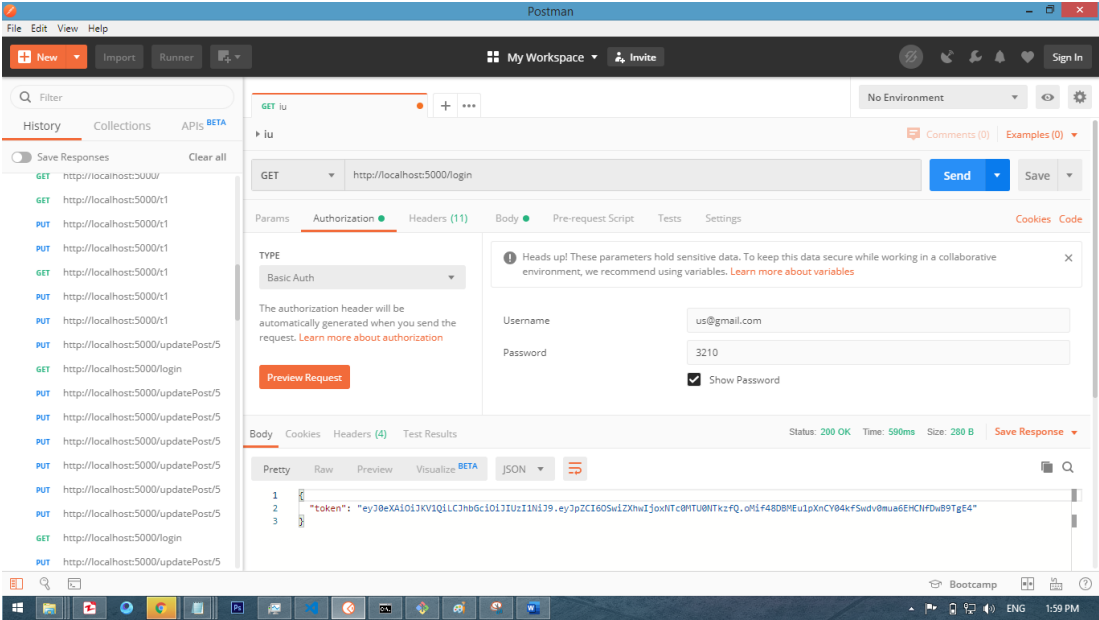 Postman
File Edit View Help
New Import Runner My Workspace Invite Sign In
Filter
History Collections APIs BETA
Save Responses Clear all
GET http://localhost:5000/
GET http://localhost:5000/t1
PUT http://localhost:5000/t1
PUT http://localhost:5000/t1
GET http://localhost:5000/t1
PUT http://localhost:5000/t1
PUT http://localhost:5000/t1
PUT http://localhost:5000/updatePost/5
GET http://localhost:5000/login
PUT http://localhost:5000/updatePost/5
PUT http://localhost:5000/updatePost/5
PUT http://localhost:5000/updatePost/5
PUT http://localhost:5000/updatePost/5
PUT http://localhost:5000/updatePost/5
PUT http://localhost:5000/updatePost/5
GET http://localhost:5000/login
PUT http://localhost:5000/updatePost/5
GET iu + •••
No Environment
iu
Comments (0) Examples (0)
GET http://localhost:5000/login Send Save
Params Authorization Headers (11) Body Pre-request Script Tests Settings Cookies Code
TYPE
Basic Auth
The authorization header will be
automatically generated when you send the
request. Learn more about authorization
Preview Request
Heads up! These parameters hold sensitive data. To keep this data secure while working in a collaborative
environment, we recommend using variables. Learn more about variables
Username us@gmail.com
Password 3210
Show Password
Body Cookies Headers (4) Test Results Status: 200 OK Time: 590ms Size: 280 B Save Response
Pretty Raw Preview Visualize BETA JSON
1 {
2 "token": "eyJ0eXAiOiJKV1QiLCJhbGciOiJIUzI1NiJ9.eyJpZCI6OSwiZXhwIjoxNTc0MTU0NTkzfQ.oMif48DBMEu1pXnCY04kfSwdv0mua6EHCNfDwB9TgE4"
3 }
Bootcamp
Ps ENG 1:59 PM